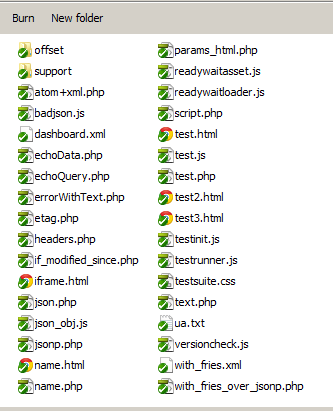 Burn New folder
offset
support
atom+xml.php
badjson.js
dashboard.xml
echoData.php
echoQuery.php
errorWithText.php
etag.php
headers.php
if_modified_since.php
iframe.html
json.php
json_obj.js
jsonp.php
name.html
name.php
params_html.php
readywaitasset.js
readywaitloader.js
script.php
test.html
test.js
test.php
test2.html
test3.html
testinit.js
testrunner.js
testsuite.css
text.php
ua.txt
versioncheck.js
with_fries.xml
with_fries_over_jsonp.php